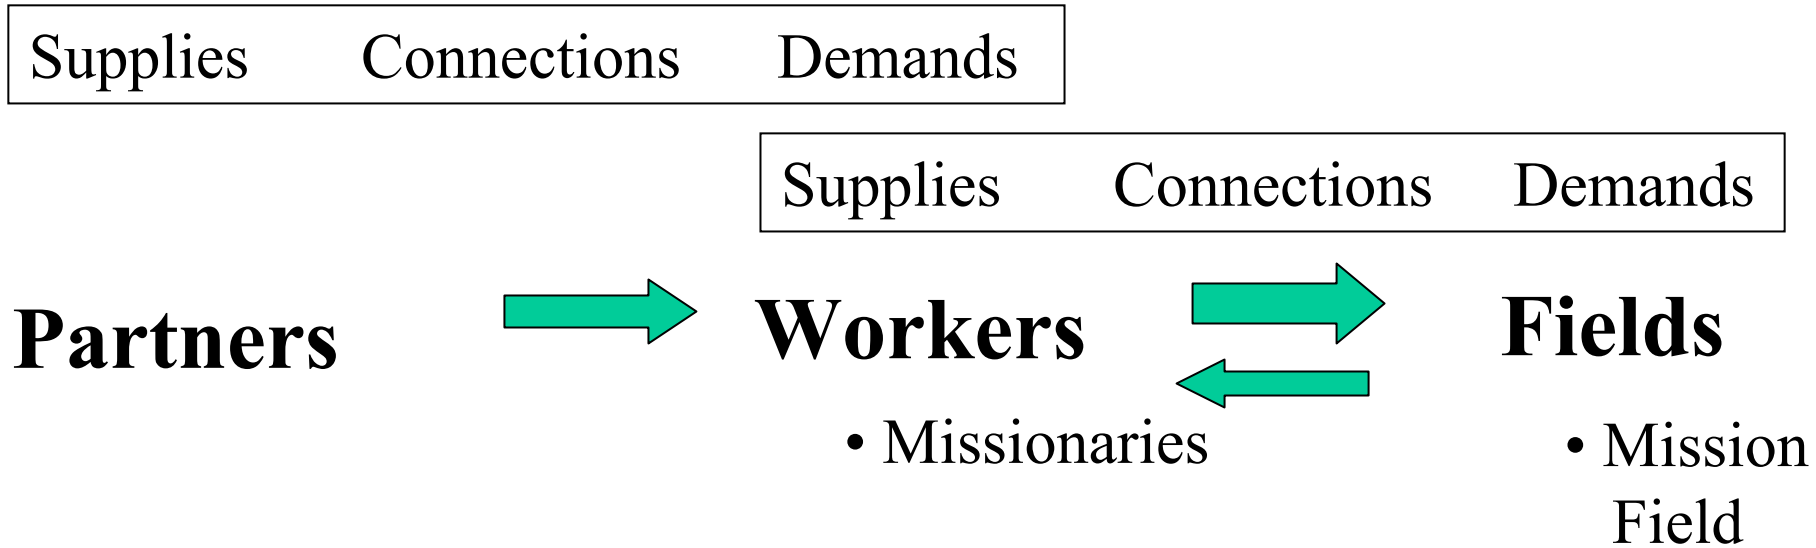 Supplies Connections Demands
Supplies Connections Demands
Partners Workers Fields
• Missionaries • Mission
Field